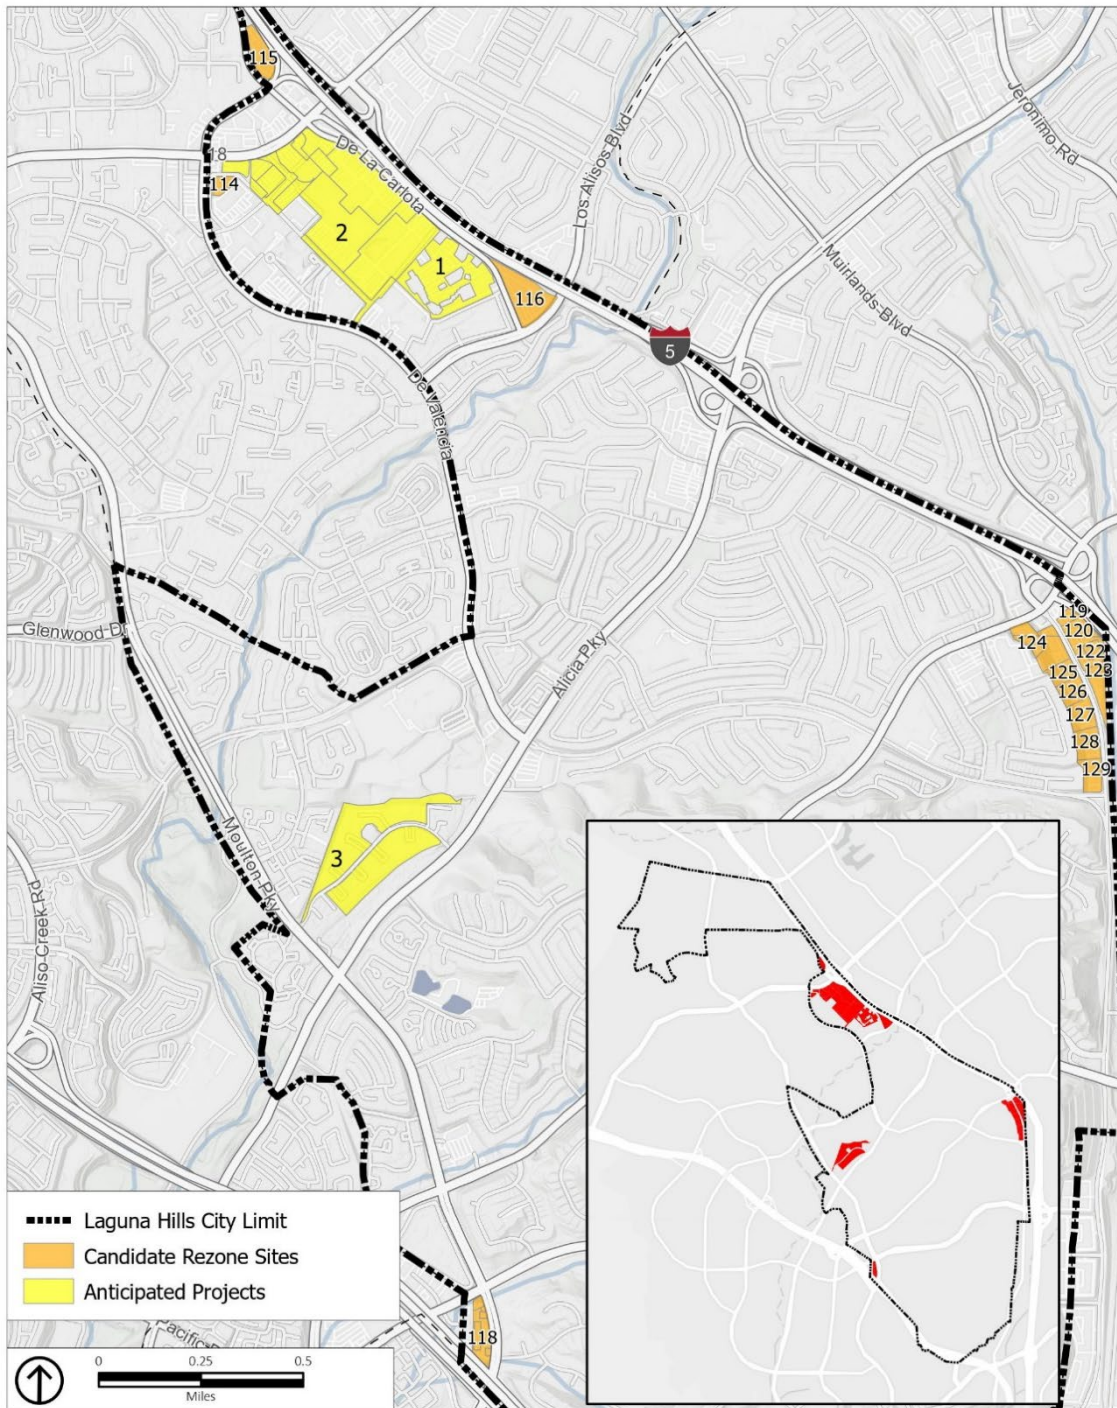 115
Jeronimo Rd
18
De La Carlota
Los Alisos Blvd
114
2
1
116
Muirlands Blvd
5
De Valencia
Glenwood D
119
120
124
122
123
125
126
127
128
129
Alicia Pky
3
Moulton Pky
Aliso Creek Rd
Laguna Hills City Limit
Candidate Rezone Sites
Anticipated Projects
118
Pacific
0 0.25 0.5
Miles